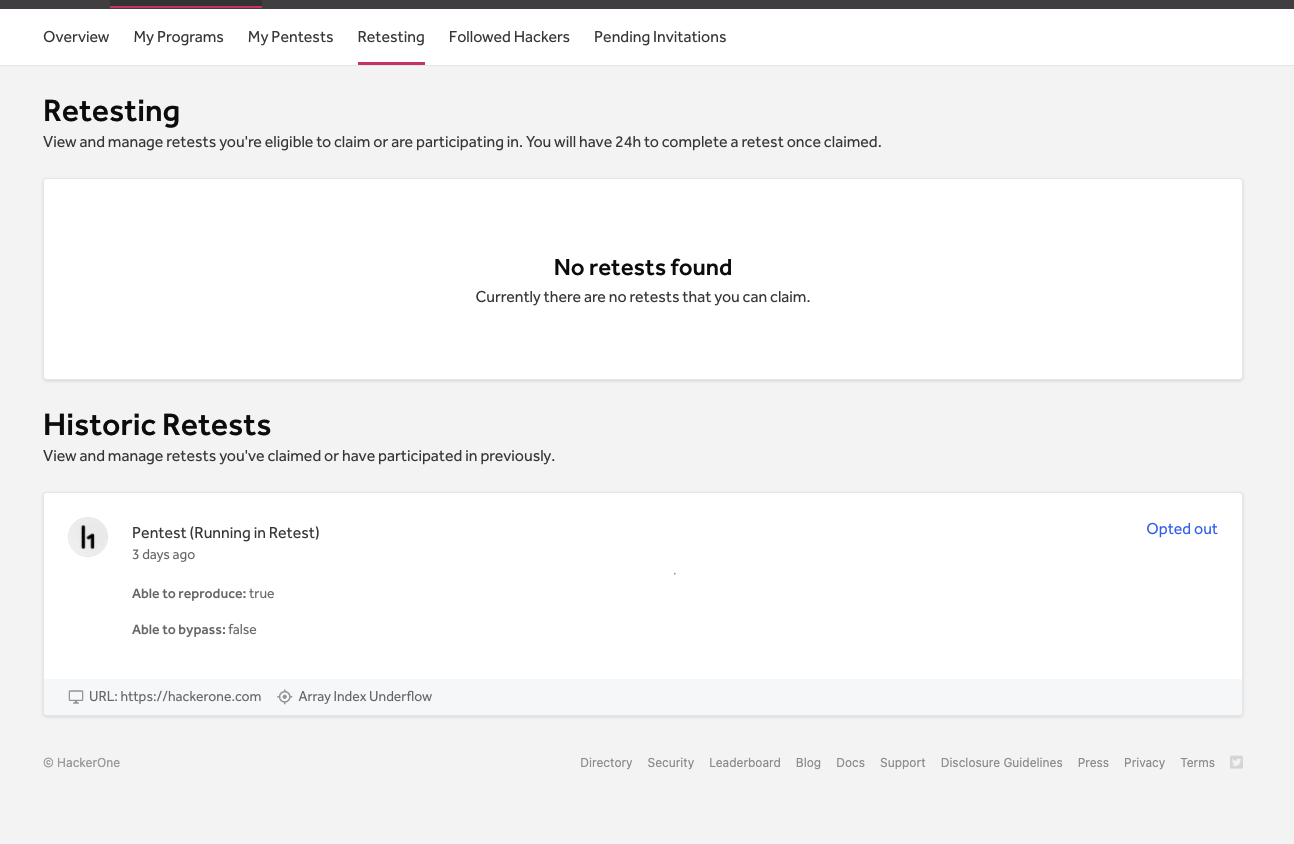 Overview My Programs My Pentests Retesting Followed Hackers Pending Invitations
Retesting
View and manage retests you're eligible to claim or are participating in. You will have 24h to complete a retest once claimed.
No retests found
Currently there are no retests that you can claim.
Historic Retests
View and manage retests you've claimed or have participated in previously.
Pentest (Running in Retest) Opted out
3 days ago
Able to reproduce: true
Able to bypass: false
URL: https://hackerone.com Array Index Underflow
© HackerOne Directory Security Leaderboard Blog Docs Support Disclosure Guidelines Press Privacy Terms